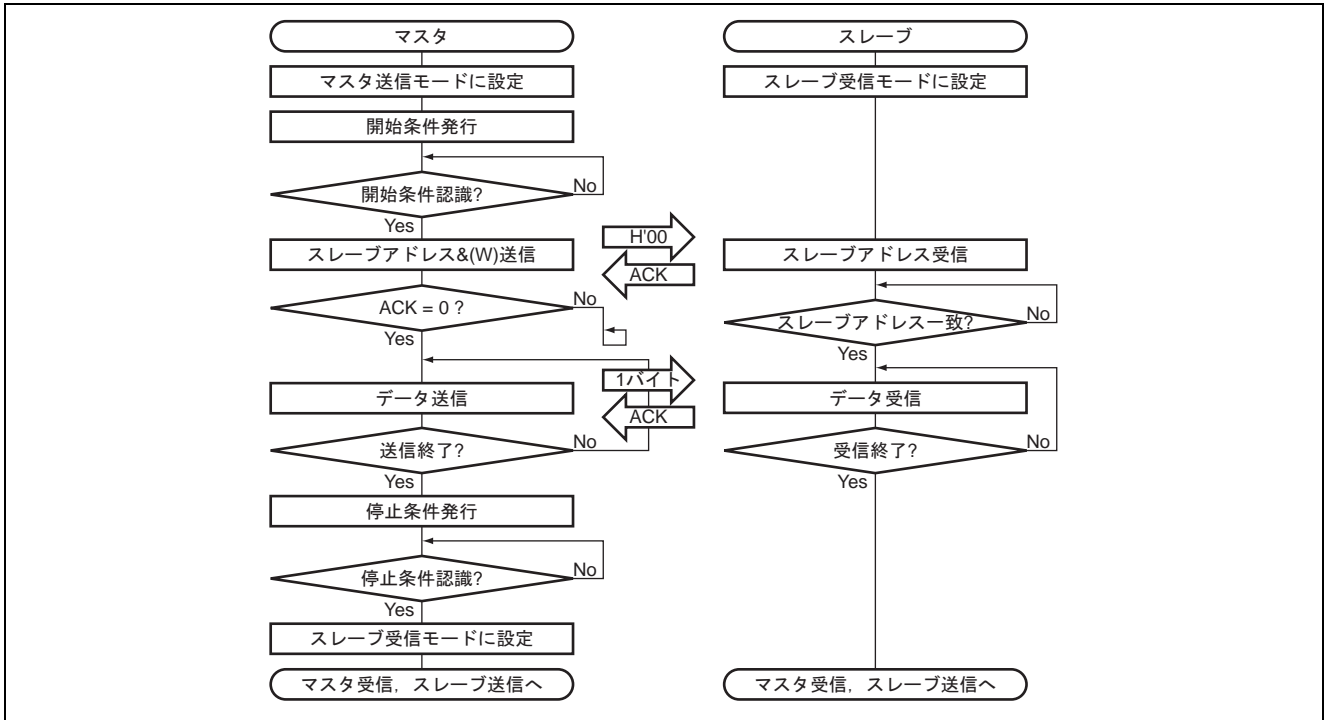 マスタ
マスタ送信モードに設定
開始条件発行
開始条件認識?
No
Yes
スレーブアドレス&(W)送信
ACK = 0 ?
No
Yes
データ送信
送信終了?
No
Yes
停止条件発行
停止条件認識?
No
Yes
スレーブ受信モードに設定
マスタ受信，スレーブ送信へ
H'00
ACK
1バイト
ACK
スレーブ
スレーブ受信モードに設定
スレーブアドレス受信
スレーブアドレス一致?
No
Yes
データ受信
受信終了?
No
Yes
マスタ受信，スレーブ送信へ